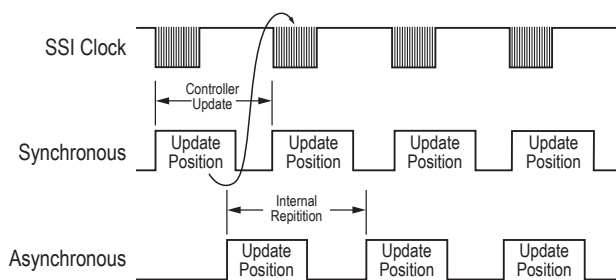 SSI Clock
Controller
Update
Synchronous
Update
Position
Update
Position
Update
Position
Update
Position
Internal
Repitition
Asynchronous
Update
Position
Update
Position
Update
Position